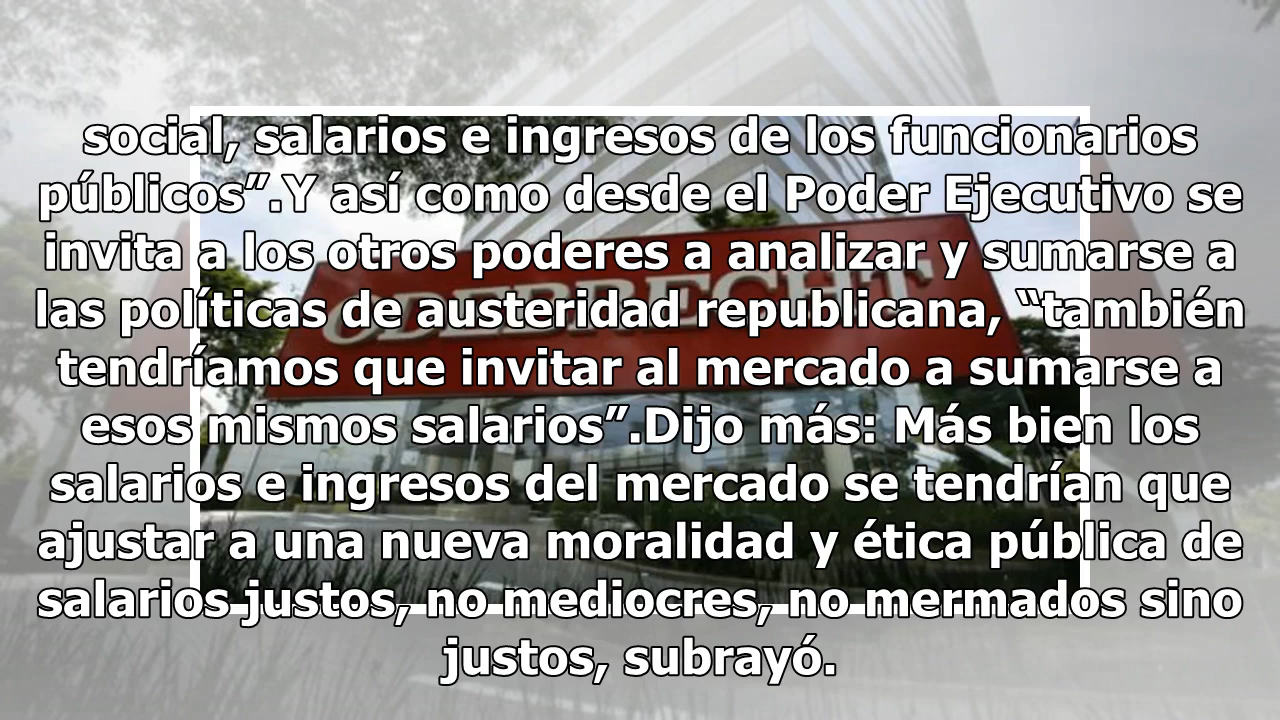 social, salarios e ingresos de los funcionarios
públicos”.Y así como desde el Poder Ejecutivo se
invita a los otros poderes a analizar y sumarse a
las políticas de austeridad republicana, “también
tendríamos que invitar al mercado a sumarse a
esos mismos salarios”.Dijo más: Más bien los
salarios e ingresos del mercado se tendrían que
ajustar a una nueva moralidad y ética pública de
salarios justos, no mediocres, no mermados sino
justos, subrayó.
ODEBRECHT